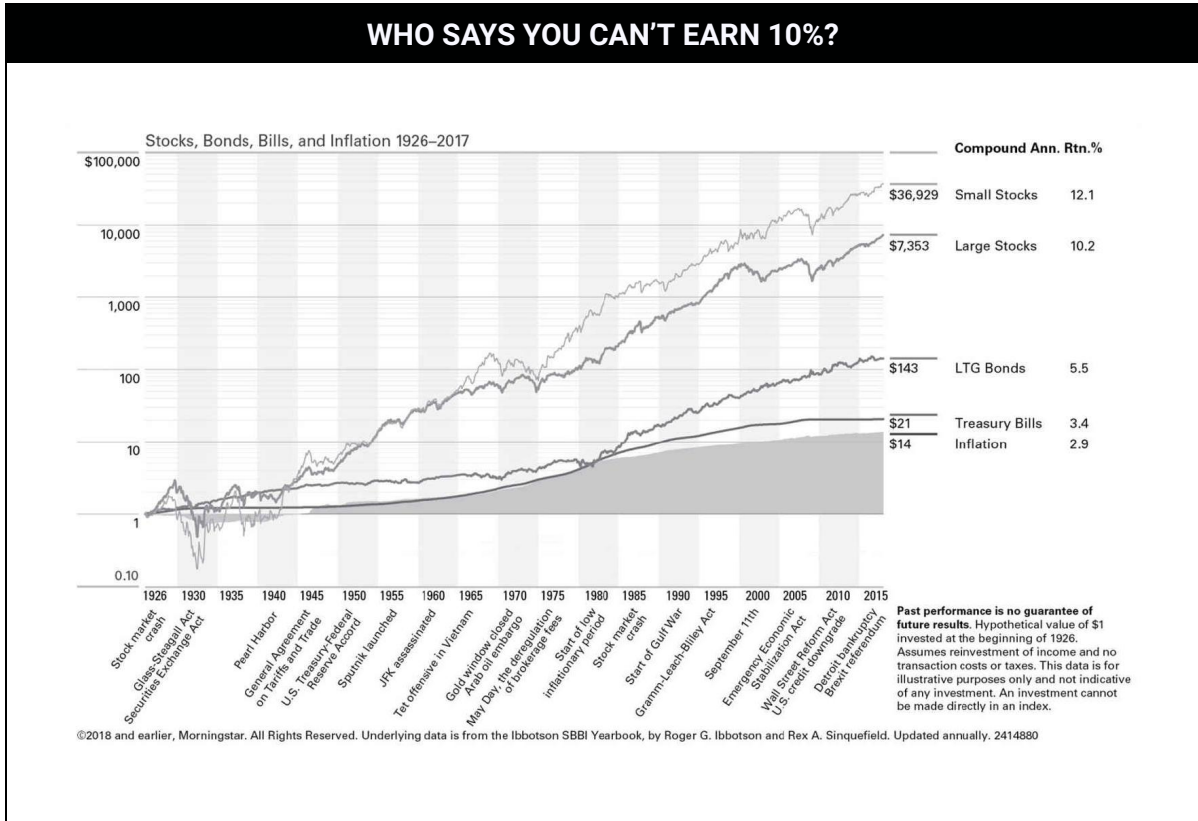 WHO SAYS YOU CAN'T EARN 10%?
Stocks, Bonds, Bills, and Inflation 1926–2017
Compound Ann. Rtn.%
$100,000
10,000
1,000
100
10
1
0.10
$36,929 Small Stocks 12.1
$7,353 Large Stocks 10.2
$143 LTG Bonds 5.5
$21 Treasury Bills 3.4
$14 Inflation 2.9
1926 1930 1935 1940 1945 1950 1955 1960 1965 1970 1975 1980 1985 1990 1995 2000 2005 2010 2015
Stock market
crash
Glass-Steagall Act
Securities Exchange Act
Pearl Harbor
General Agreement
on Tariffs and Trade
U.S. Treasury-Federal
Reserve Accord
Sputnik launched
JFK assassinated
Tet offensive in Vietnam
Gold window closed
Arab oil embargo
May Day, the deregulation
of brokerage fees
Start of low
inflationary period
Stock market
crash
Start of Gulf War
Gramm-Leach-Bliley Act
September 11th
Emergency Economic
Stabilization Act
Wall Street Reform Act
U.S. credit downgrade
Detroit bankruptcy
Brexit referendum
Past performance is no guarantee of
future results. Hypothetical value of $1
invested at the beginning of 1926.
Assumes reinvestment of income and no
transaction costs or taxes. This data is for
illustrative purposes only and not indicative
of any investment. An investment cannot
be made directly in an index.
©2018 and earlier, Morningstar. All Rights Reserved. Underlying data is from the Ibbotson SBBI Yearbook, by Roger G. Ibbotson and Rex A. Sinquefield. Updated annually. 2414880